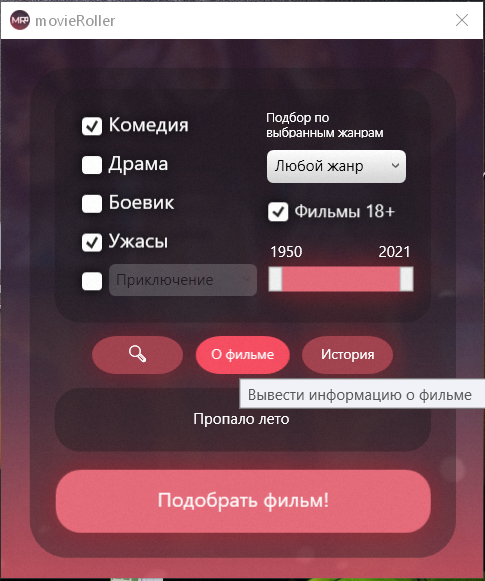 MRP movieRoller
Комедия
Драма
Боевик
Ужасы
Приключение
Подбор по
выбранным жанрам
Любой жанр
Фильмы 18+
1950 2021
О фильме
История
Вывести информацию о фильме
Пропало лето
Подобрать фильм!